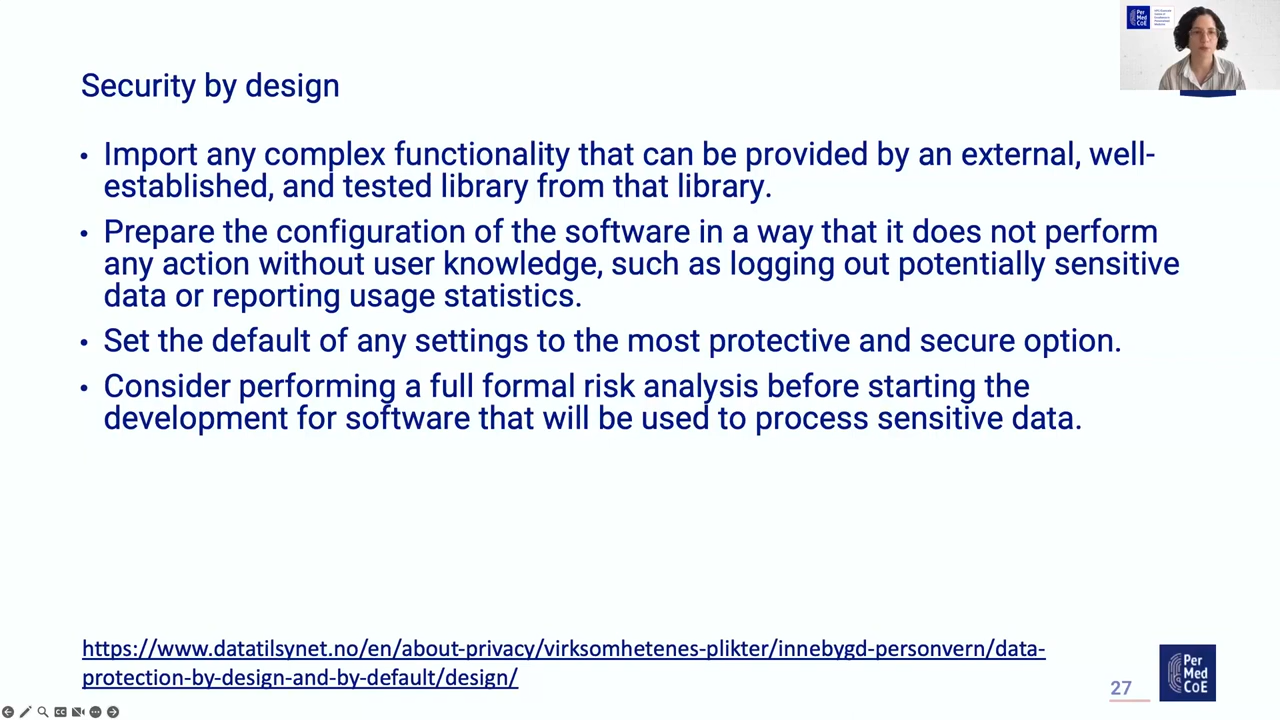 Per
Med
CoE
Security by design
• Import any complex functionality that can be provided by an external, well-
established, and tested library from that library.
• Prepare the configuration of the software in a way that it does not perform
any action without user knowledge, such as logging out potentially sensitive
data or reporting usage statistics.
• Set the default of any settings to the most protective and secure option.
• Consider performing a full formal risk analysis before starting the
development for software that will be used to process sensitive data.
https://www.datatilsynet.no/en/about-privacy/virksomhetenes-plikter/innebygd-personvern/data-
protection-by-design-and-by-default/design/
27
Per
Med
CoE